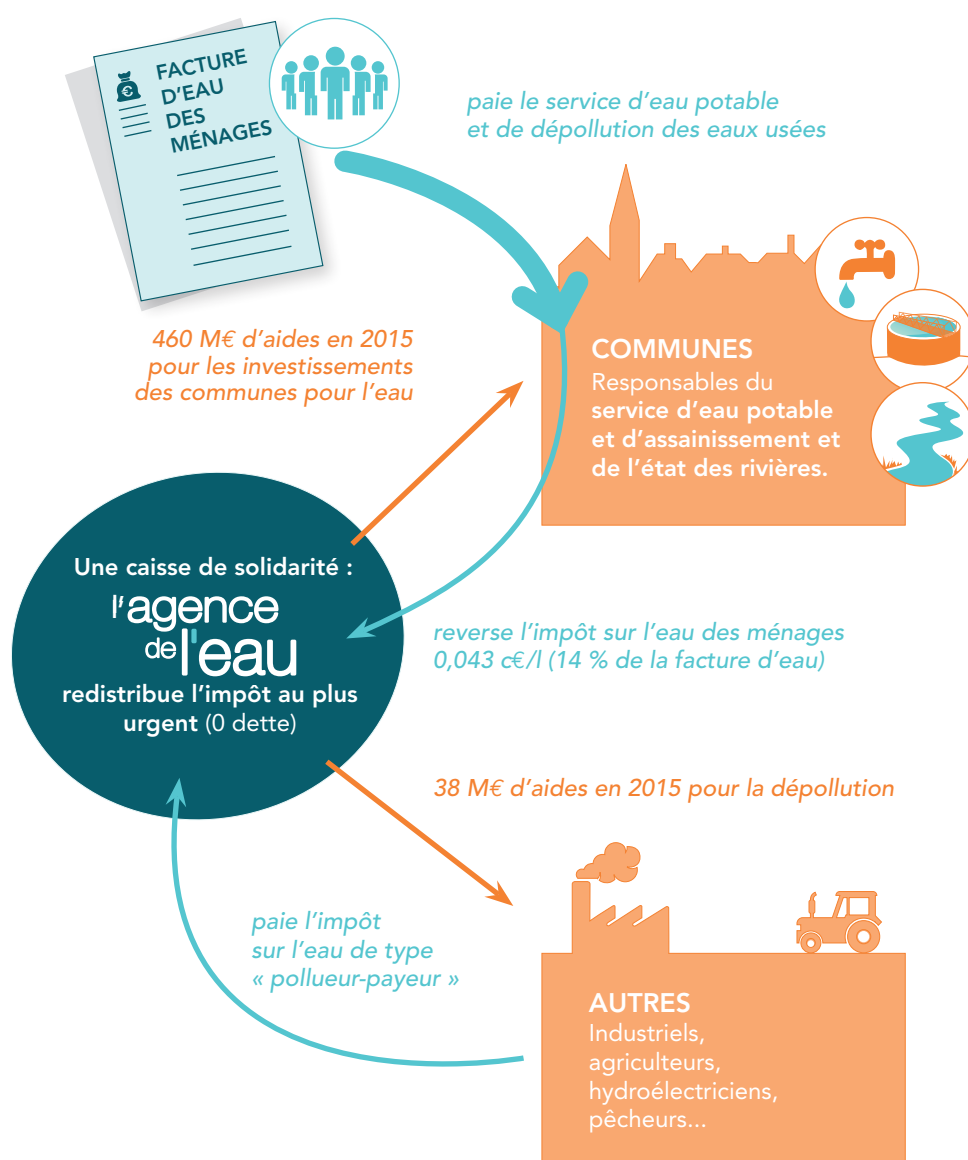 FACTURE
D'EAU
DES
MÉNAGES
paie le service d'eau potable
et de dépollution des eaux usées
460 M€ d'aides en 2015
pour les investissements
des communes pour l'eau
COMMUNES
Responsables du
service d'eau potable
et d'assainissement et
de l'état des rivières.
Une caisse de solidarité :
l'agence
de l'eau
redistribue l'impôt au plus
urgent (0 dette)
reverse l'impôt sur l'eau des ménages
0,043 c€/l (14 % de la facture d'eau)
38 M€ d'aides en 2015 pour la dépollution
paie l'impôt
sur l'eau de type
« pollueur-payeur »
AUTRES
Industriels,
agriculteurs,
hydroélectriciens,
pêcheurs...